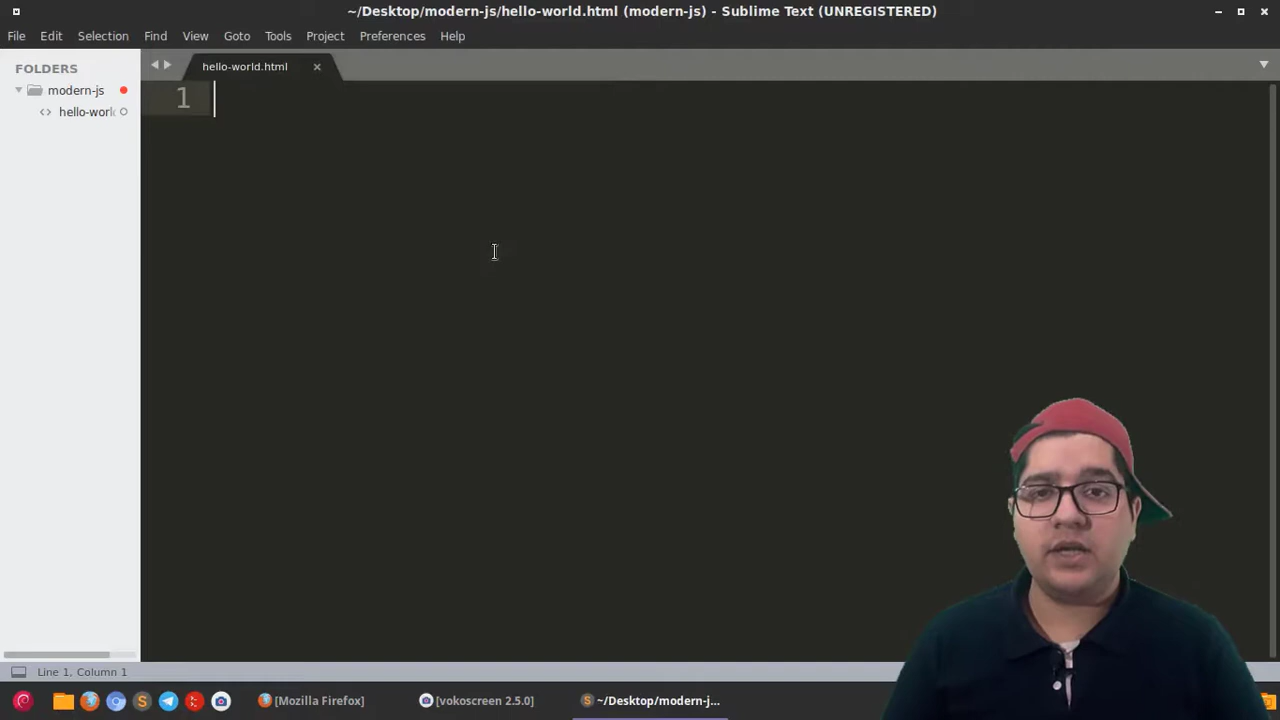 ~/Desktop/modern-js/hello-world.html (modern-js) - Sublime Text (UNREGISTERED)
File Edit Selection Find View Goto Tools Project Preferences Help
FOLDERS
modern-js
hello-worl
hello-world.html
1
Line 1, Column 1
[Mozilla Firefox]
[vokoscreen 2.5.0]
~/Desktop/modern-j...